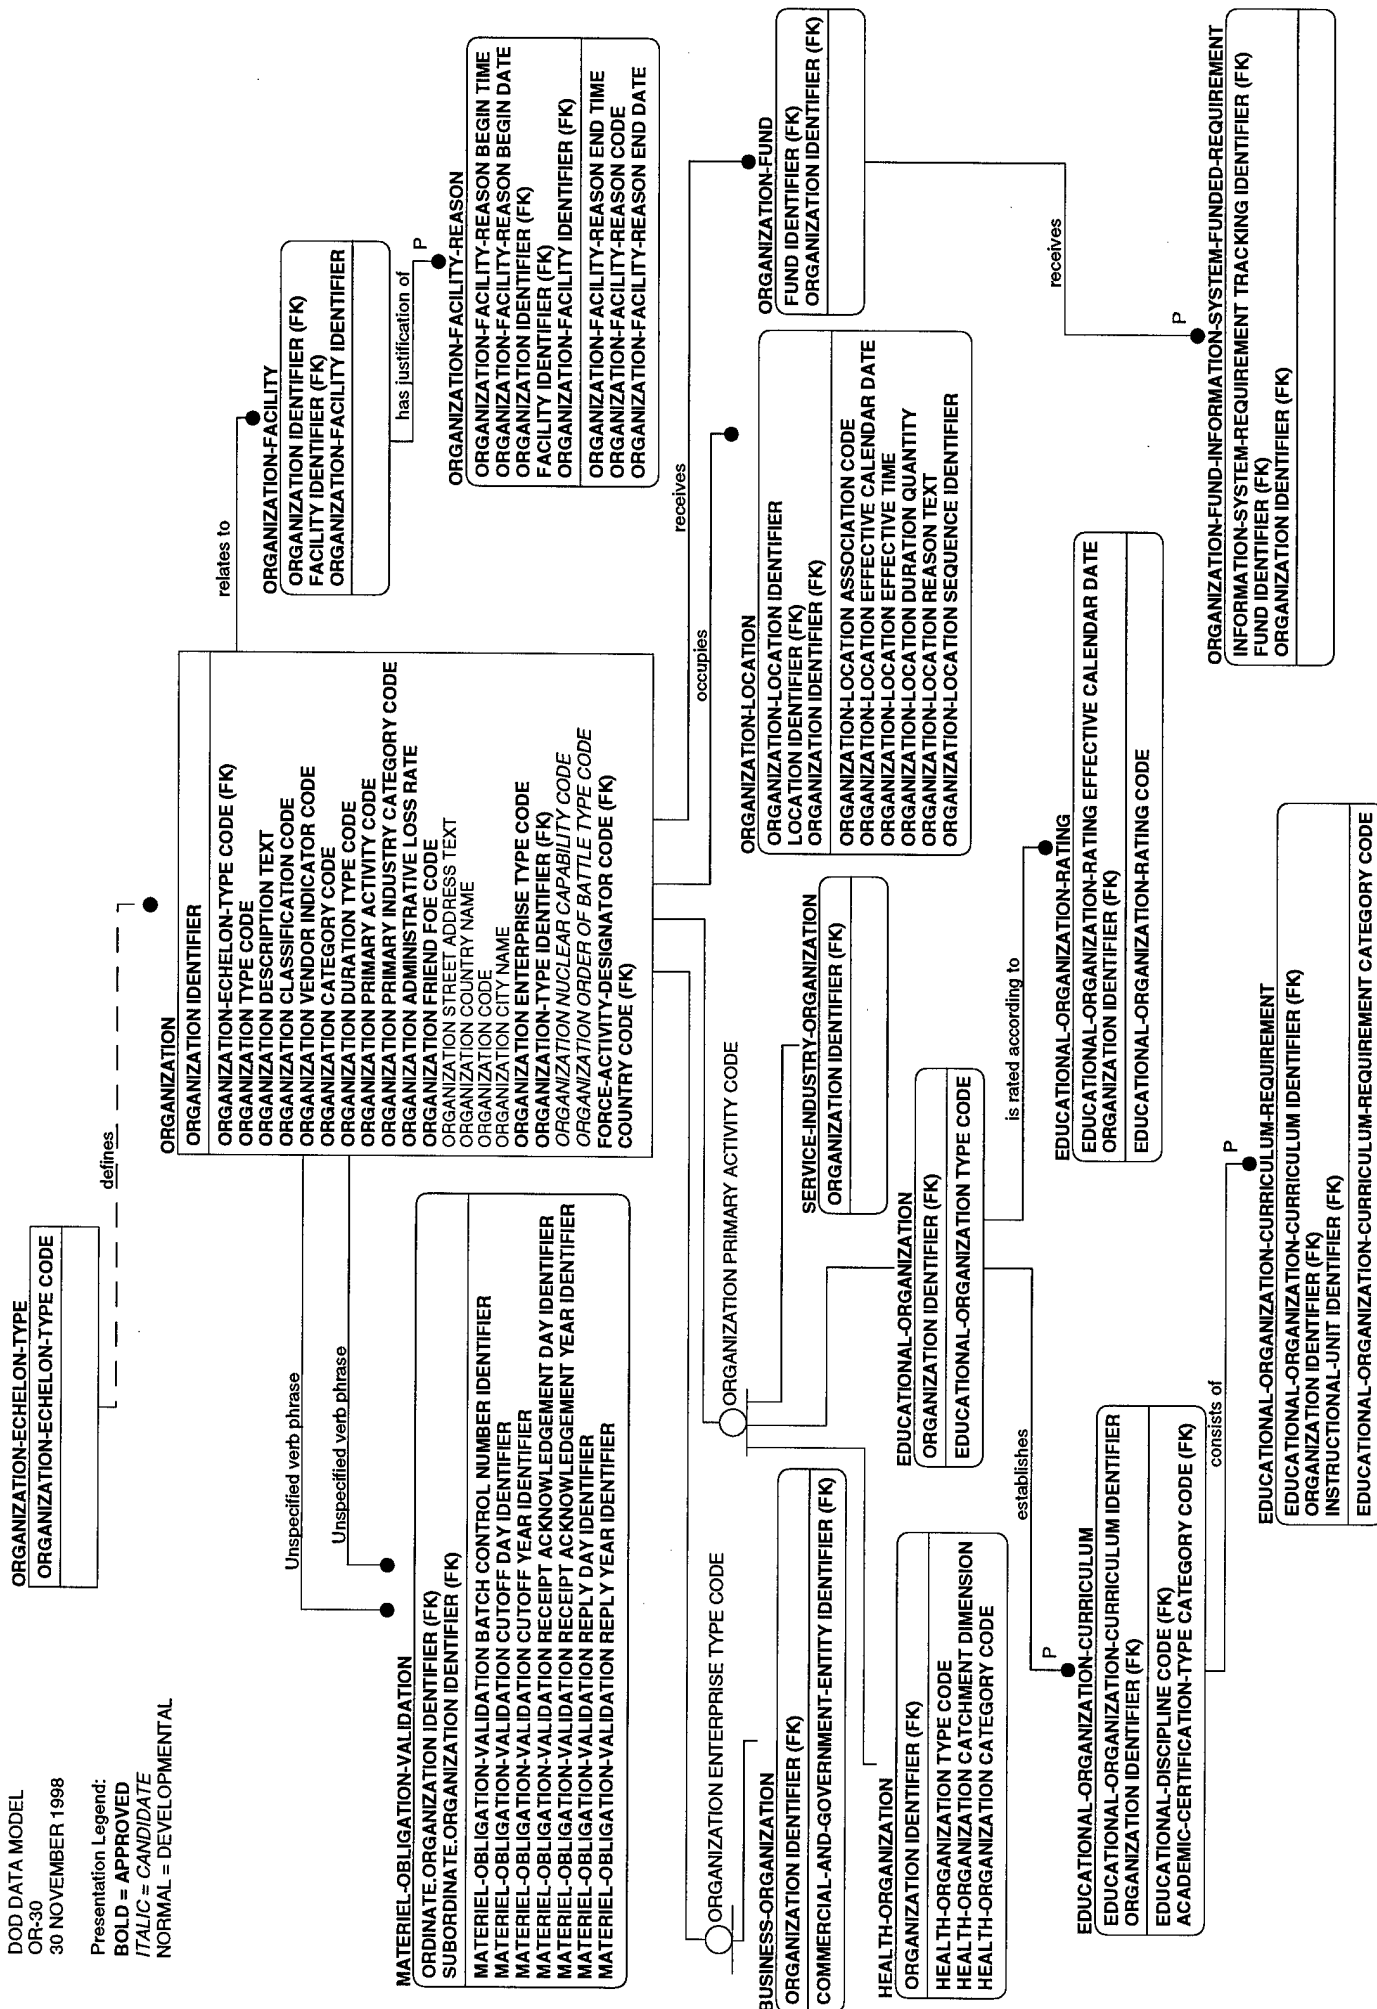 DOD DATA MODEL
OR-30
30 NOVEMBER 1998
Presentation Legend:
BOLD = APPROVED
ITALIC = CANDIDATE
NORMAL = DEVELOPMENTAL
ORGANIZATION-ECHELON-TYPE
ORGANIZATION-ECHELON-TYPE CODE
defines
ORGANIZATION
ORGANIZATION IDENTIFIER
ORGANIZATION-ECHELON-TYPE CODE (FK)
ORGANIZATION TYPE CODE
ORGANIZATION DESCRIPTION TEXT
ORGANIZATION CLASSIFICATION CODE
ORGANIZATION VENDOR INDICATOR CODE
ORGANIZATION CATEGORY CODE
ORGANIZATION DURATION TYPE CODE
ORGANIZATION PRIMARY ACTIVITY CODE
ORGANIZATION PRIMARY INDUSTRY CATEGORY CODE
ORGANIZATION ADMINISTRATIVE LOSS RATE
ORGANIZATION FRIEND FOE CODE
ORGANIZATION STREET ADDRESS TEXT
ORGANIZATION COUNTRY NAME
ORGANIZATION CODE
ORGANIZATION CITY NAME
ORGANIZATION ENTERPRISE TYPE CODE
ORGANIZATION-TYPE IDENTIFIER (FK)
ORGANIZATION NUCLEAR CAPABILITY CODE
ORGANIZATION ORDER OF BATTLE TYPE CODE
FORCE-ACTIVITY-DESIGNATOR CODE (FK)
COUNTRY CODE (FK)
relates to
ORGANIZATION-FACILITY
ORGANIZATION IDENTIFIER (FK)
FACILITY IDENTIFIER (FK)
ORGANIZATION-FACILITY IDENTIFIER
has justification of
P
ORGANIZATION-FACILITY-REASON
ORGANIZATION-FACILITY-REASON BEGIN TIME
ORGANIZATION-FACILITY-REASON BEGIN DATE
ORGANIZATION IDENTIFIER (FK)
FACILITY IDENTIFIER (FK)
ORGANIZATION-FACILITY IDENTIFIER (FK)
ORGANIZATION-FACILITY-REASON END TIME
ORGANIZATION-FACILITY-REASON CODE
ORGANIZATION-FACILITY-REASON END DATE
Unspecified verb phrase
Unspecified verb phrase
MATERIEL-OBLIGATION-VALIDATION
ORDINATE.ORGANIZATION IDENTIFIER (FK)
SUBORDINATE.ORGANIZATION IDENTIFIER (FK)
MATERIEL-OBLIGATION-VALIDATION BATCH CONTROL NUMBER IDENTIFIER
MATERIEL-OBLIGATION-VALIDATION CUTOFF DAY IDENTIFIER
MATERIEL-OBLIGATION-VALIDATION CUTOFF YEAR IDENTIFIER
MATERIEL-OBLIGATION-VALIDATION RECEIPT ACKNOWLEDGEMENT DAY IDENTIFIER
MATERIEL-OBLIGATION-VALIDATION RECEIPT ACKNOWLEDGEMENT YEAR IDENTIFIER
MATERIEL-OBLIGATION-VALIDATION REPLY DAY IDENTIFIER
MATERIEL-OBLIGATION-VALIDATION REPLY YEAR IDENTIFIER
receives
occupies
ORGANIZATION-LOCATION
ORGANIZATION-LOCATION IDENTIFIER
LOCATION IDENTIFIER (FK)
ORGANIZATION IDENTIFIER (FK)
ORGANIZATION-LOCATION ASSOCIATION CODE
ORGANIZATION-LOCATION EFFECTIVE CALENDAR DATE
ORGANIZATION-LOCATION EFFECTIVE TIME
ORGANIZATION-LOCATION DURATION QUANTITY
ORGANIZATION-LOCATION REASON TEXT
ORGANIZATION-LOCATION SEQUENCE IDENTIFIER
ORGANIZATION-FUND
FUND IDENTIFIER (FK)
ORGANIZATION IDENTIFIER (FK)
receives
P
ORGANIZATION-FUND-INFORMATION-SYSTEM-FUNDED-REQUIREMENT
INFORMATION-SYSTEM-REQUIREMENT TRACKING IDENTIFIER (FK)
FUND IDENTIFIER (FK)
ORGANIZATION IDENTIFIER (FK)
ORGANIZATION ENTERPRISE TYPE CODE
ORGANIZATION PRIMARY ACTIVITY CODE
BUSINESS-ORGANIZATION
ORGANIZATION IDENTIFIER (FK)
COMMERCIAL-AND-GOVERNMENT-ENTITY IDENTIFIER (FK)
SERVICE-INDUSTRY-ORGANIZATION
ORGANIZATION IDENTIFIER (FK)
HEALTH-ORGANIZATION
ORGANIZATION IDENTIFIER (FK)
HEALTH-ORGANIZATION TYPE CODE
HEALTH-ORGANIZATION CATCHMENT DIMENSION
HEALTH-ORGANIZATION CATEGORY CODE
EDUCATIONAL-ORGANIZATION
ORGANIZATION IDENTIFIER (FK)
EDUCATIONAL-ORGANIZATION TYPE CODE
establishes
P
is rated according to
EDUCATIONAL-ORGANIZATION-RATING
EDUCATIONAL-ORGANIZATION-RATING EFFECTIVE CALENDAR DATE
ORGANIZATION IDENTIFIER (FK)
EDUCATIONAL-ORGANIZATION-RATING CODE
EDUCATIONAL-ORGANIZATION-CURRICULUM
EDUCATIONAL-ORGANIZATION-CURRICULUM IDENTIFIER
ORGANIZATION IDENTIFIER (FK)
EDUCATIONAL-DISCIPLINE CODE (FK)
ACADEMIC-CERTIFICATION-TYPE CATEGORY CODE (FK)
consists of
P
EDUCATIONAL-ORGANIZATION-CURRICULUM-REQUIREMENT
EDUCATIONAL-ORGANIZATION-CURRICULUM IDENTIFIER (FK)
ORGANIZATION IDENTIFIER (FK)
INSTRUCTIONAL-UNIT IDENTIFIER (FK)
EDUCATIONAL-ORGANIZATION-CURRICULUM-REQUIREMENT CATEGORY CODE